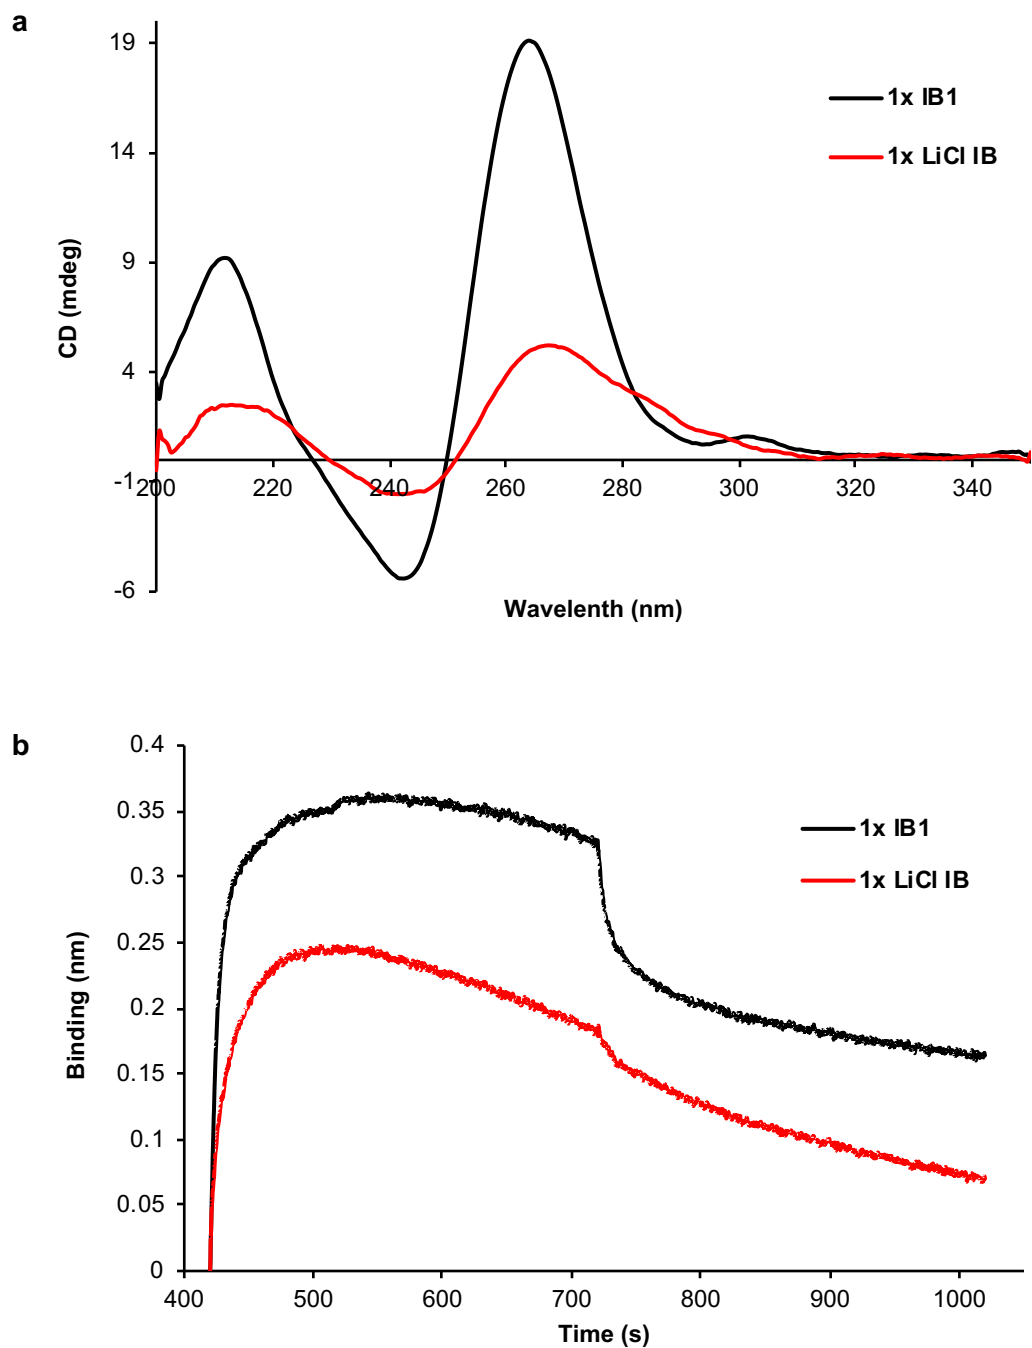 a
19
14
9
4
-1
-6
CD (mdeg)
1x IB1
1x LiCl IB
200 220 240 260 280 300 320 340
Wavelenth (nm)
b
0.4
0.35
0.3
0.25
0.2
0.15
0.1
0.05
0
Binding (nm)
1x IB1
1x LiCl IB
400 500 600 700 800 900 1000
Time (s)